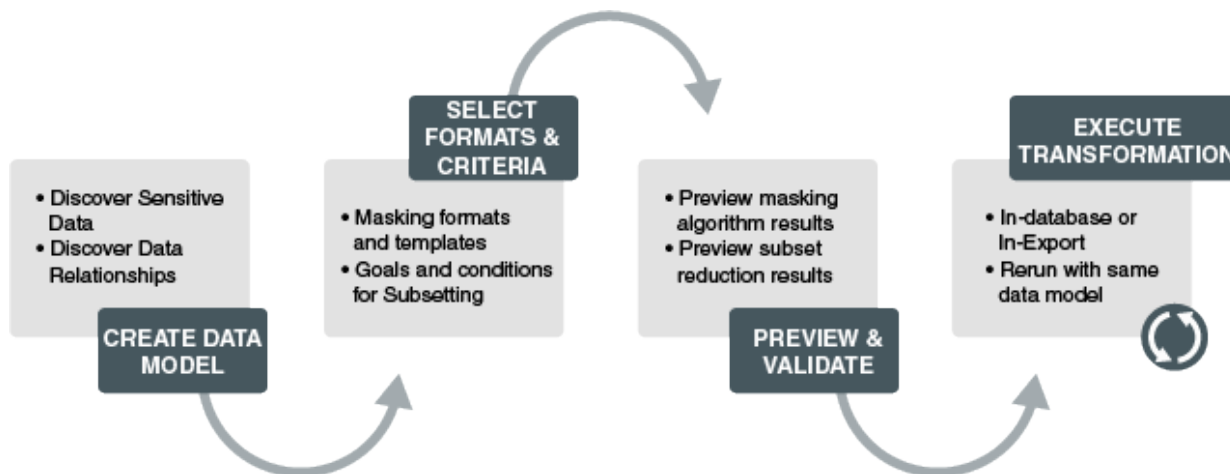 • Discover Sensitive
Data
• Discover Data
Relationships
CREATE DATA
MODEL
SELECT
FORMATS &
CRITERIA
• Masking formats
and templates
• Goals and conditions
for Subsetting
• Preview masking
algorithm results
• Preview subset
reduction results
PREVIEW &
VALIDATE
EXECUTE
TRANSFORMATION
• In-database or
In-Export
• Rerun with same
data model